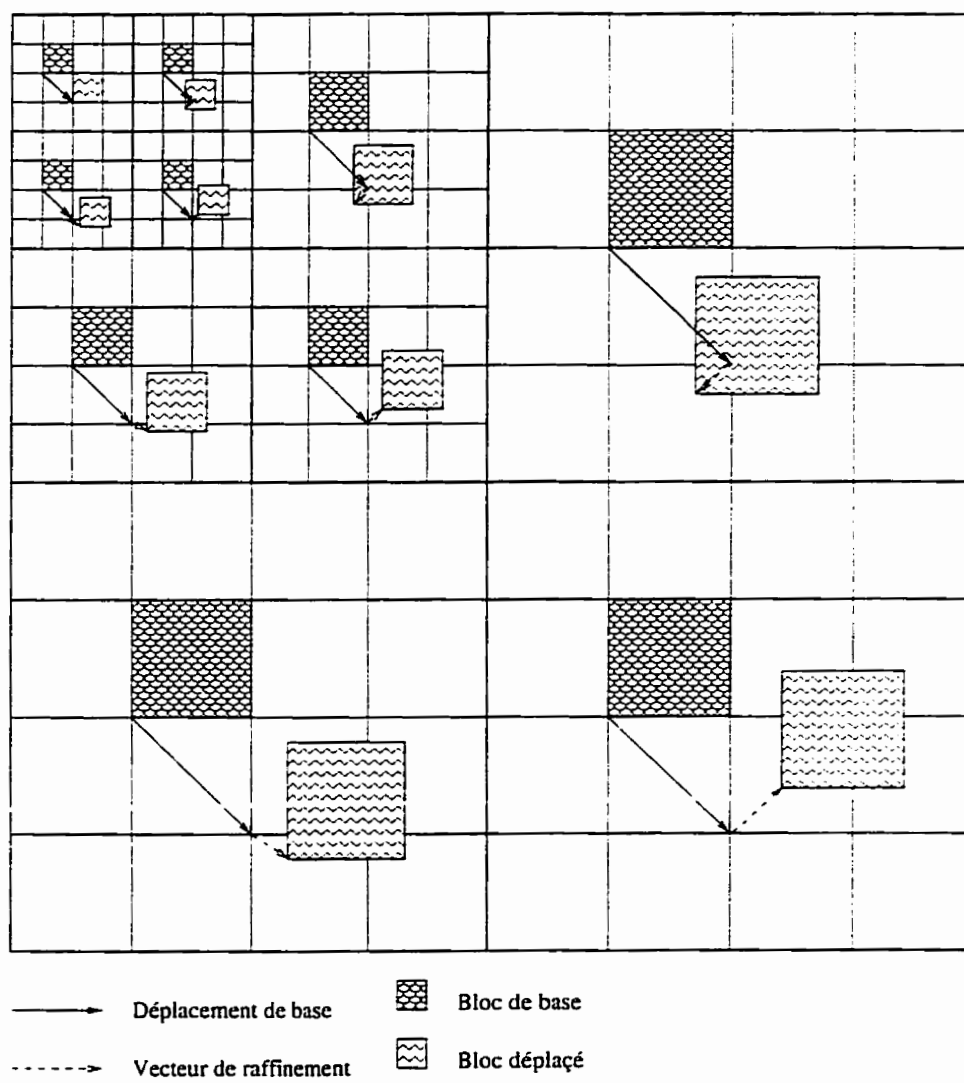 Déplacement de base
Bloc de base
Vecteur de raffinement
Bloc déplaçé